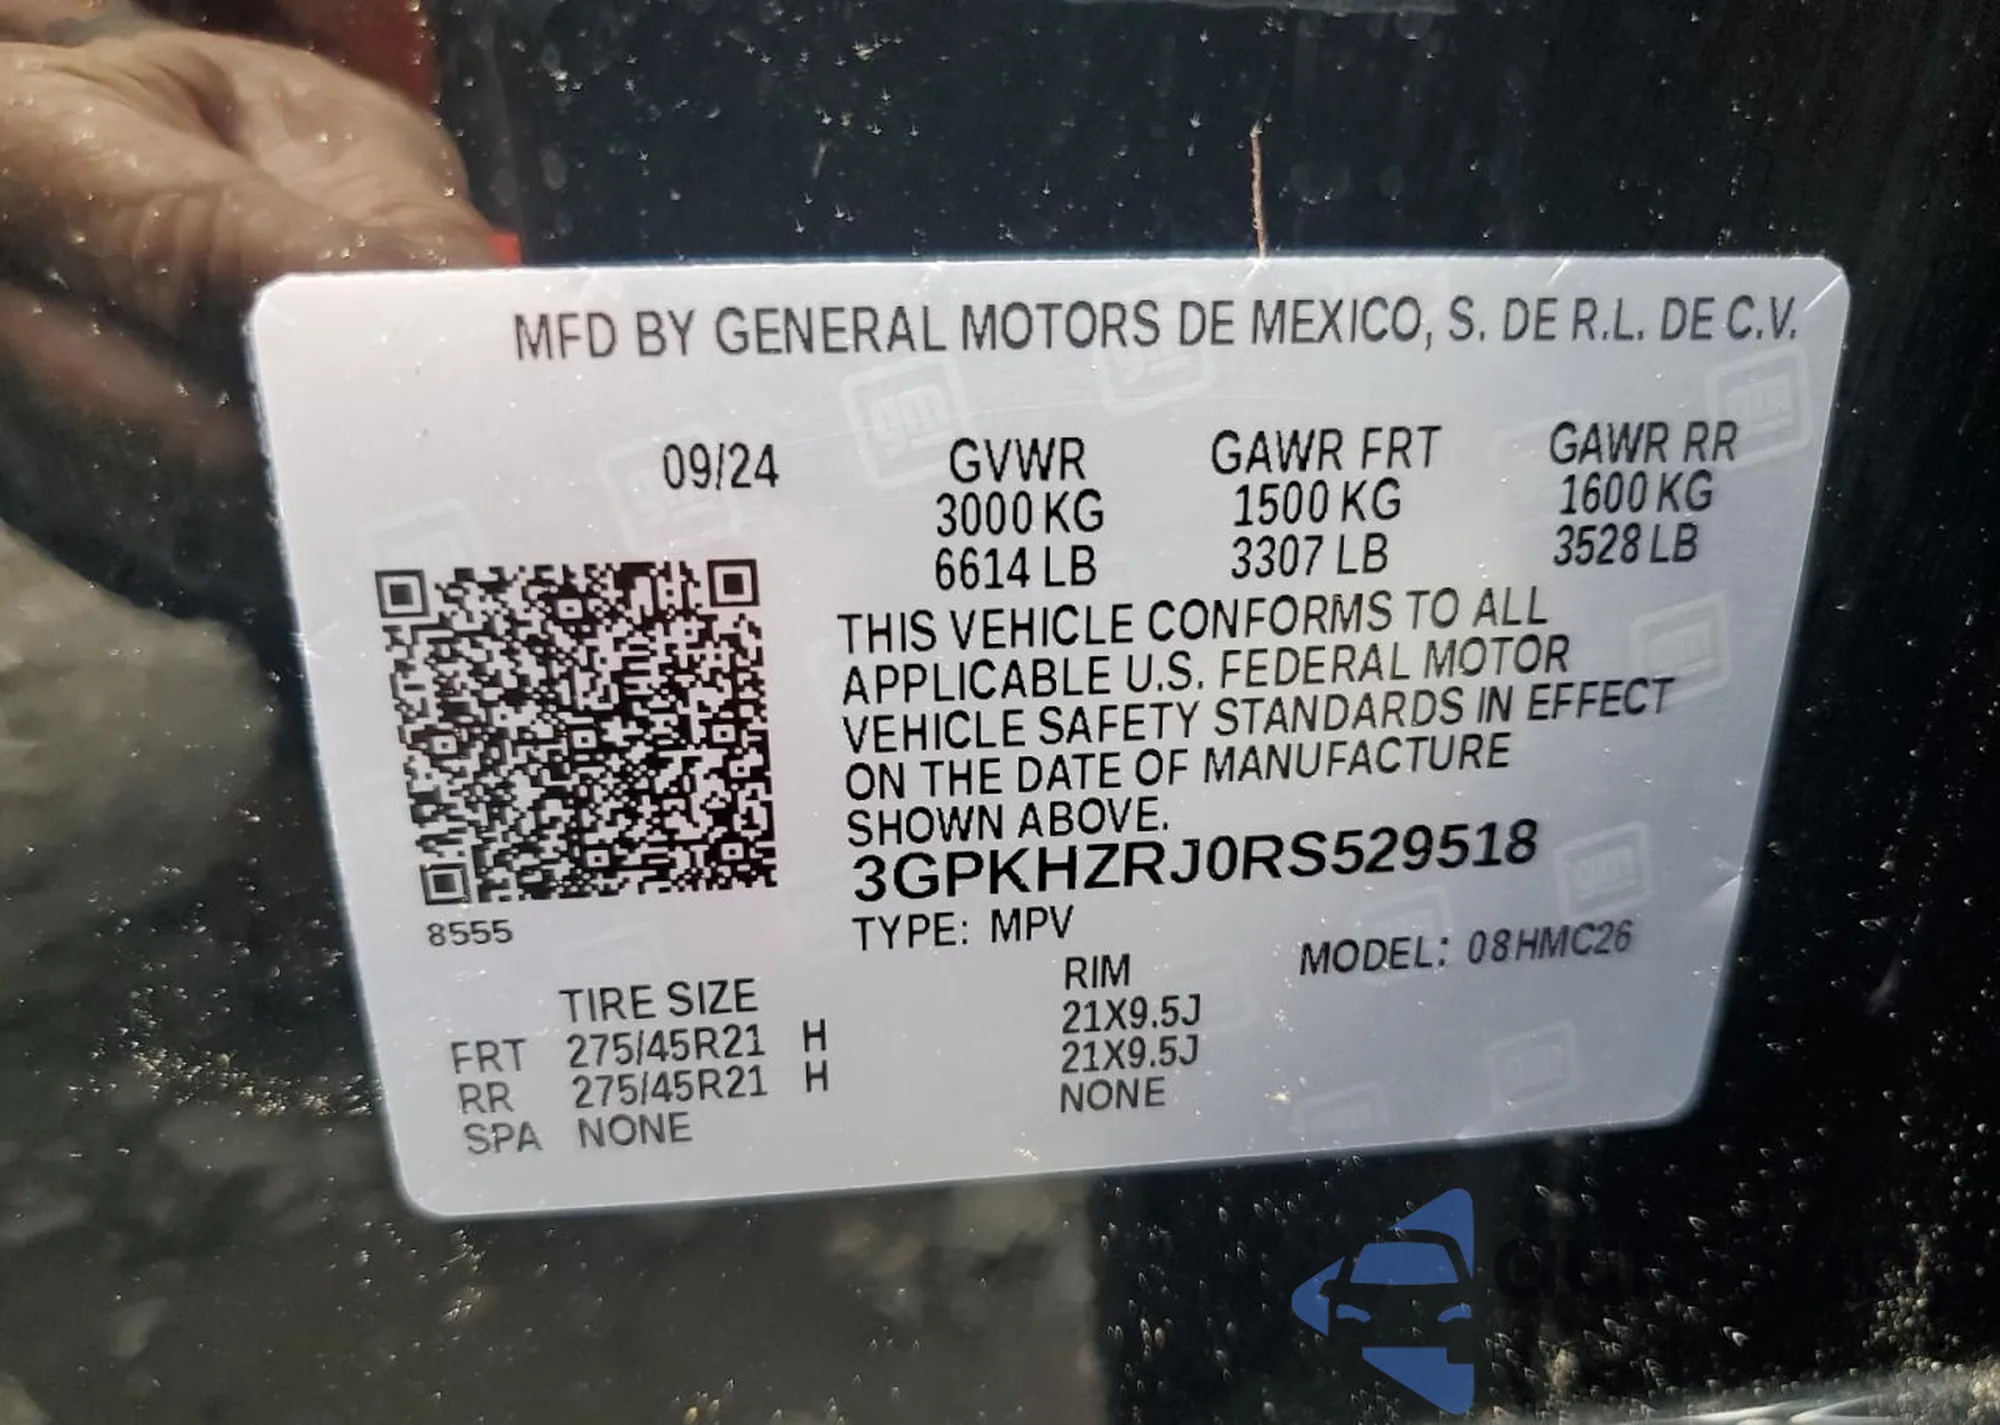 MFD BY GENERAL MOTORS DE MEXICO, S. DE R.L. DE C.V.
09/24 GVWR GAWR FRT GAWR RR
3000 KG 1500 KG 1600 KG
6614 LB 3307 LB 3528 LB
THIS VEHICLE CONFORMS TO ALL
APPLICABLE U.S. FEDERAL MOTOR
VEHICLE SAFETY STANDARDS IN EFFECT
ON THE DATE OF MANUFACTURE
SHOWN ABOVE.
3GPKHZRJ0RS529518
8555
TYPE: MPV MODEL: 08HMC26
TIRE SIZE RIM
FRT 275/45R21 H 21X9.5J
RR 275/45R21 H 21X9.5J
SPA NONE NONE